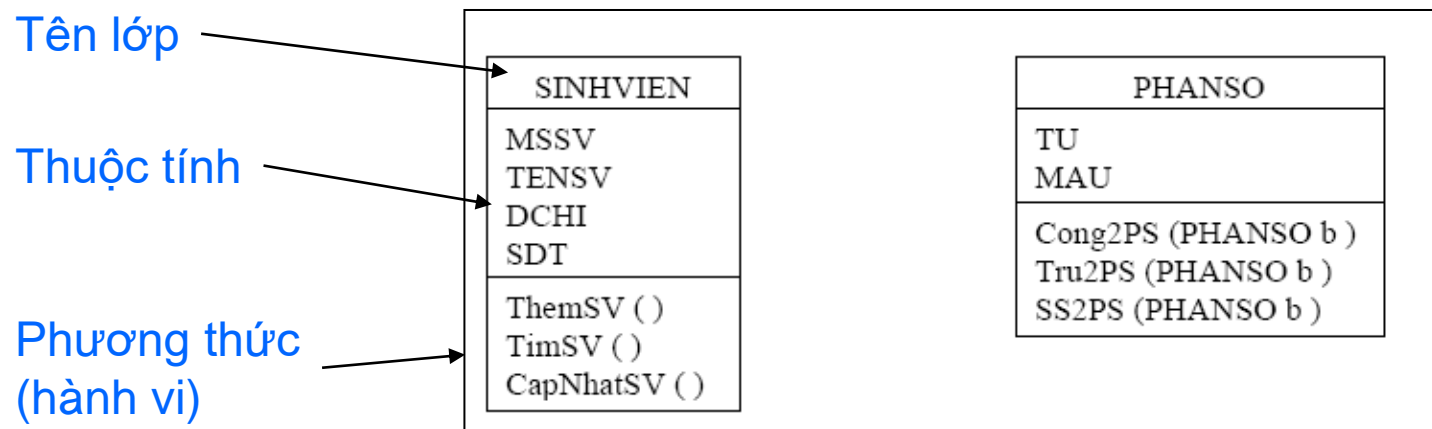 Tên lớp
Thuộc tính
Phương thức
(hành vi)
SINHVIEN
MSSV
TENSV
DCHI
SDT
ThemSV ( )
TimSV ( )
CapNhatSV ( )
PHANSO
TU
MAU
Cong2PS (PHANSO b )
Tru2PS (PHANSO b )
SS2PS (PHANSO b )